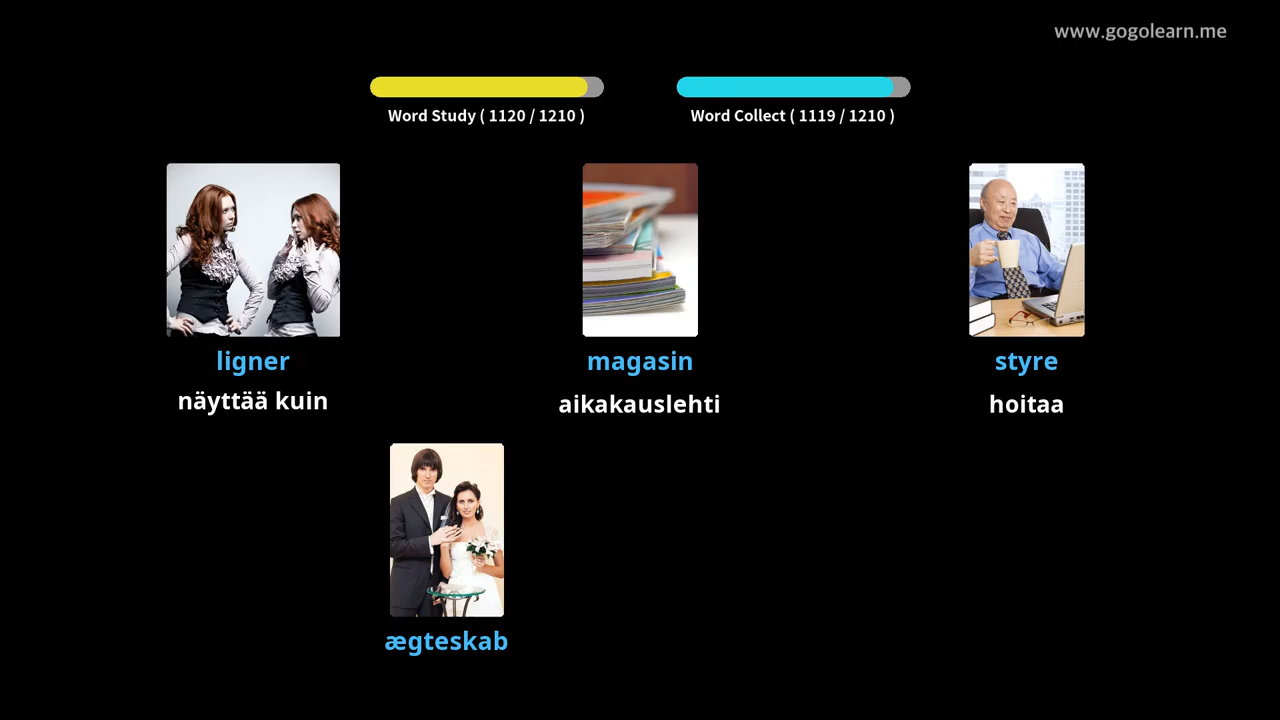 www.gogolearn.me
Word Study ( 1120 / 1210 )
Word Collect ( 1119 / 1210 )
ligner
näyttää kuin
magasin
aikakauslehti
styre
hoitaa
ægteskab